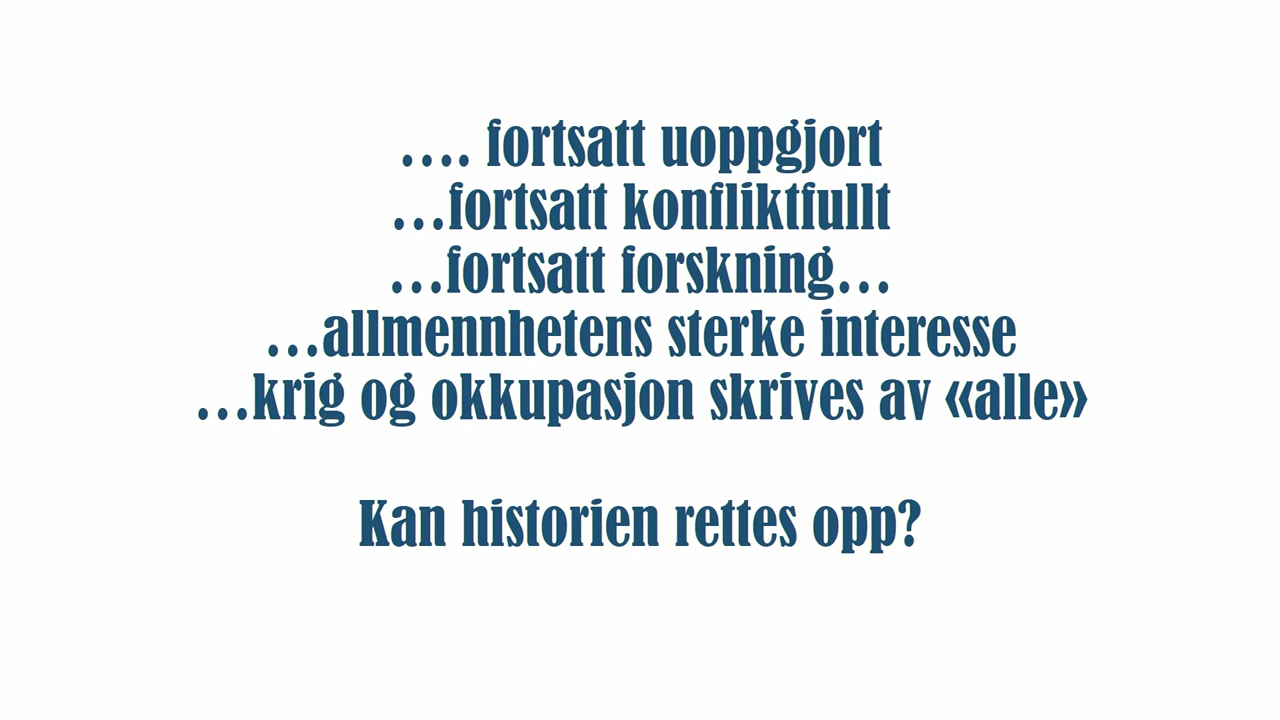 …. fortsatt uoppgjort
…fortsatt konfliktfullt
…fortsatt forskning…
…allmennhetens sterke interesse
…krig og okkupasjon skrives av «alle»
Kan historien rettes opp?